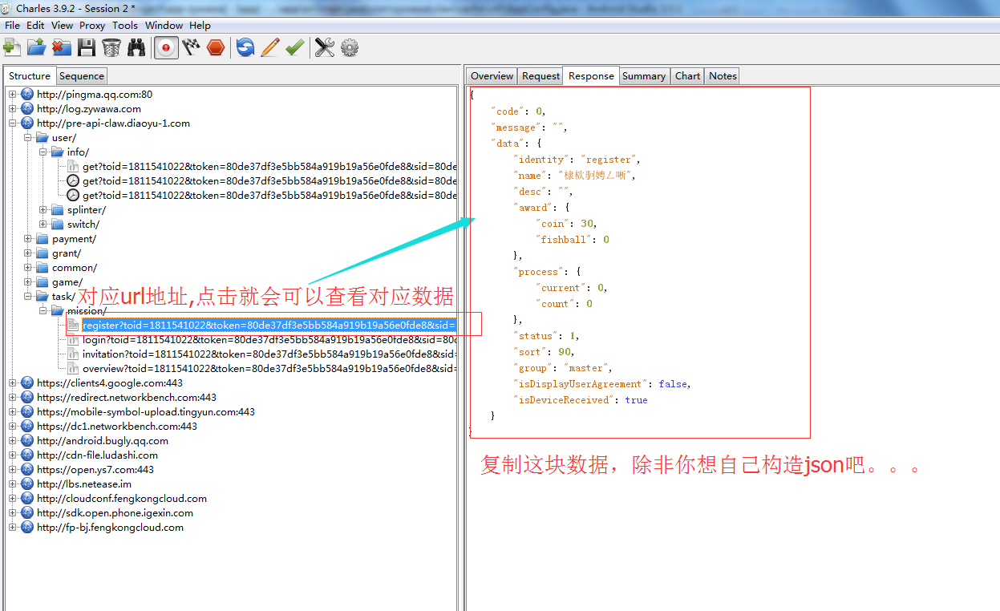 Charles 3.9.2 - Session 2 *
File Edit View Proxy Tools Window Help
Structure Sequence
http://pingma.qq.com:80
http://log.zywawa.com
http://pre-api-claw.diaoyu-1.com
user/
info/
get?toid=1811541022&token=80de37df3e5bb584a919b19a56e0fde8&sid=80de
get?toid=1811541022&token=80de37df3e5bb584a919b19a56e0fde8&sid=80de
get?toid=1811541022&token=80de37df3e5bb584a919b19a56e0fde8&sid=80de
splinter/
switch/
payment/
grant/
common/
game/
task/
对应url地址,点击就会可以查看对应数据
mission/
register?toid=1811541022&token=80de37df3e5bb584a919b19a56e0fde8&sid=
login?toid=1811541022&token=80de37df3e5bb584a919b19a56e0fde8&sid=80d
invitation?toid=1811541022&token=80de37df3e5bb584a919b19a56e0fde8&sid=
overview?toid=1811541022&token=80de37df3e5bb584a919b19a56e0fde8&sid=
https://clients4.google.com:443
https://redirect.networkbench.com:443
https://mobile-symbol-upload.tingyun.com:443
https://dc1.networkbench.com:443
http://android.bugly.qq.com
http://cdn-file.ludashi.com
https://open.ys7.com:443
http://lbs.netease.im
http://cloudconf.fengkongcloud.com
http://sdk.open.phone.igexin.com
http://fp-bj.fengkongcloud.com
Overview Request Response Summary Chart Notes
{
"code": 0,
"message": "",
"data": {
"identity": "register",
"name":
"desc": "",
"award": {
"coin": 30,
"fishball": 0
},
"process": {
"current": 0,
"count": 0
},
"status": 1,
"sort": 90,
"group": "master",
"isDisplayUserAgreement": false,
"isDeviceReceived": true
}
}
复制这块数据，除非你想自己构造json吧。。。